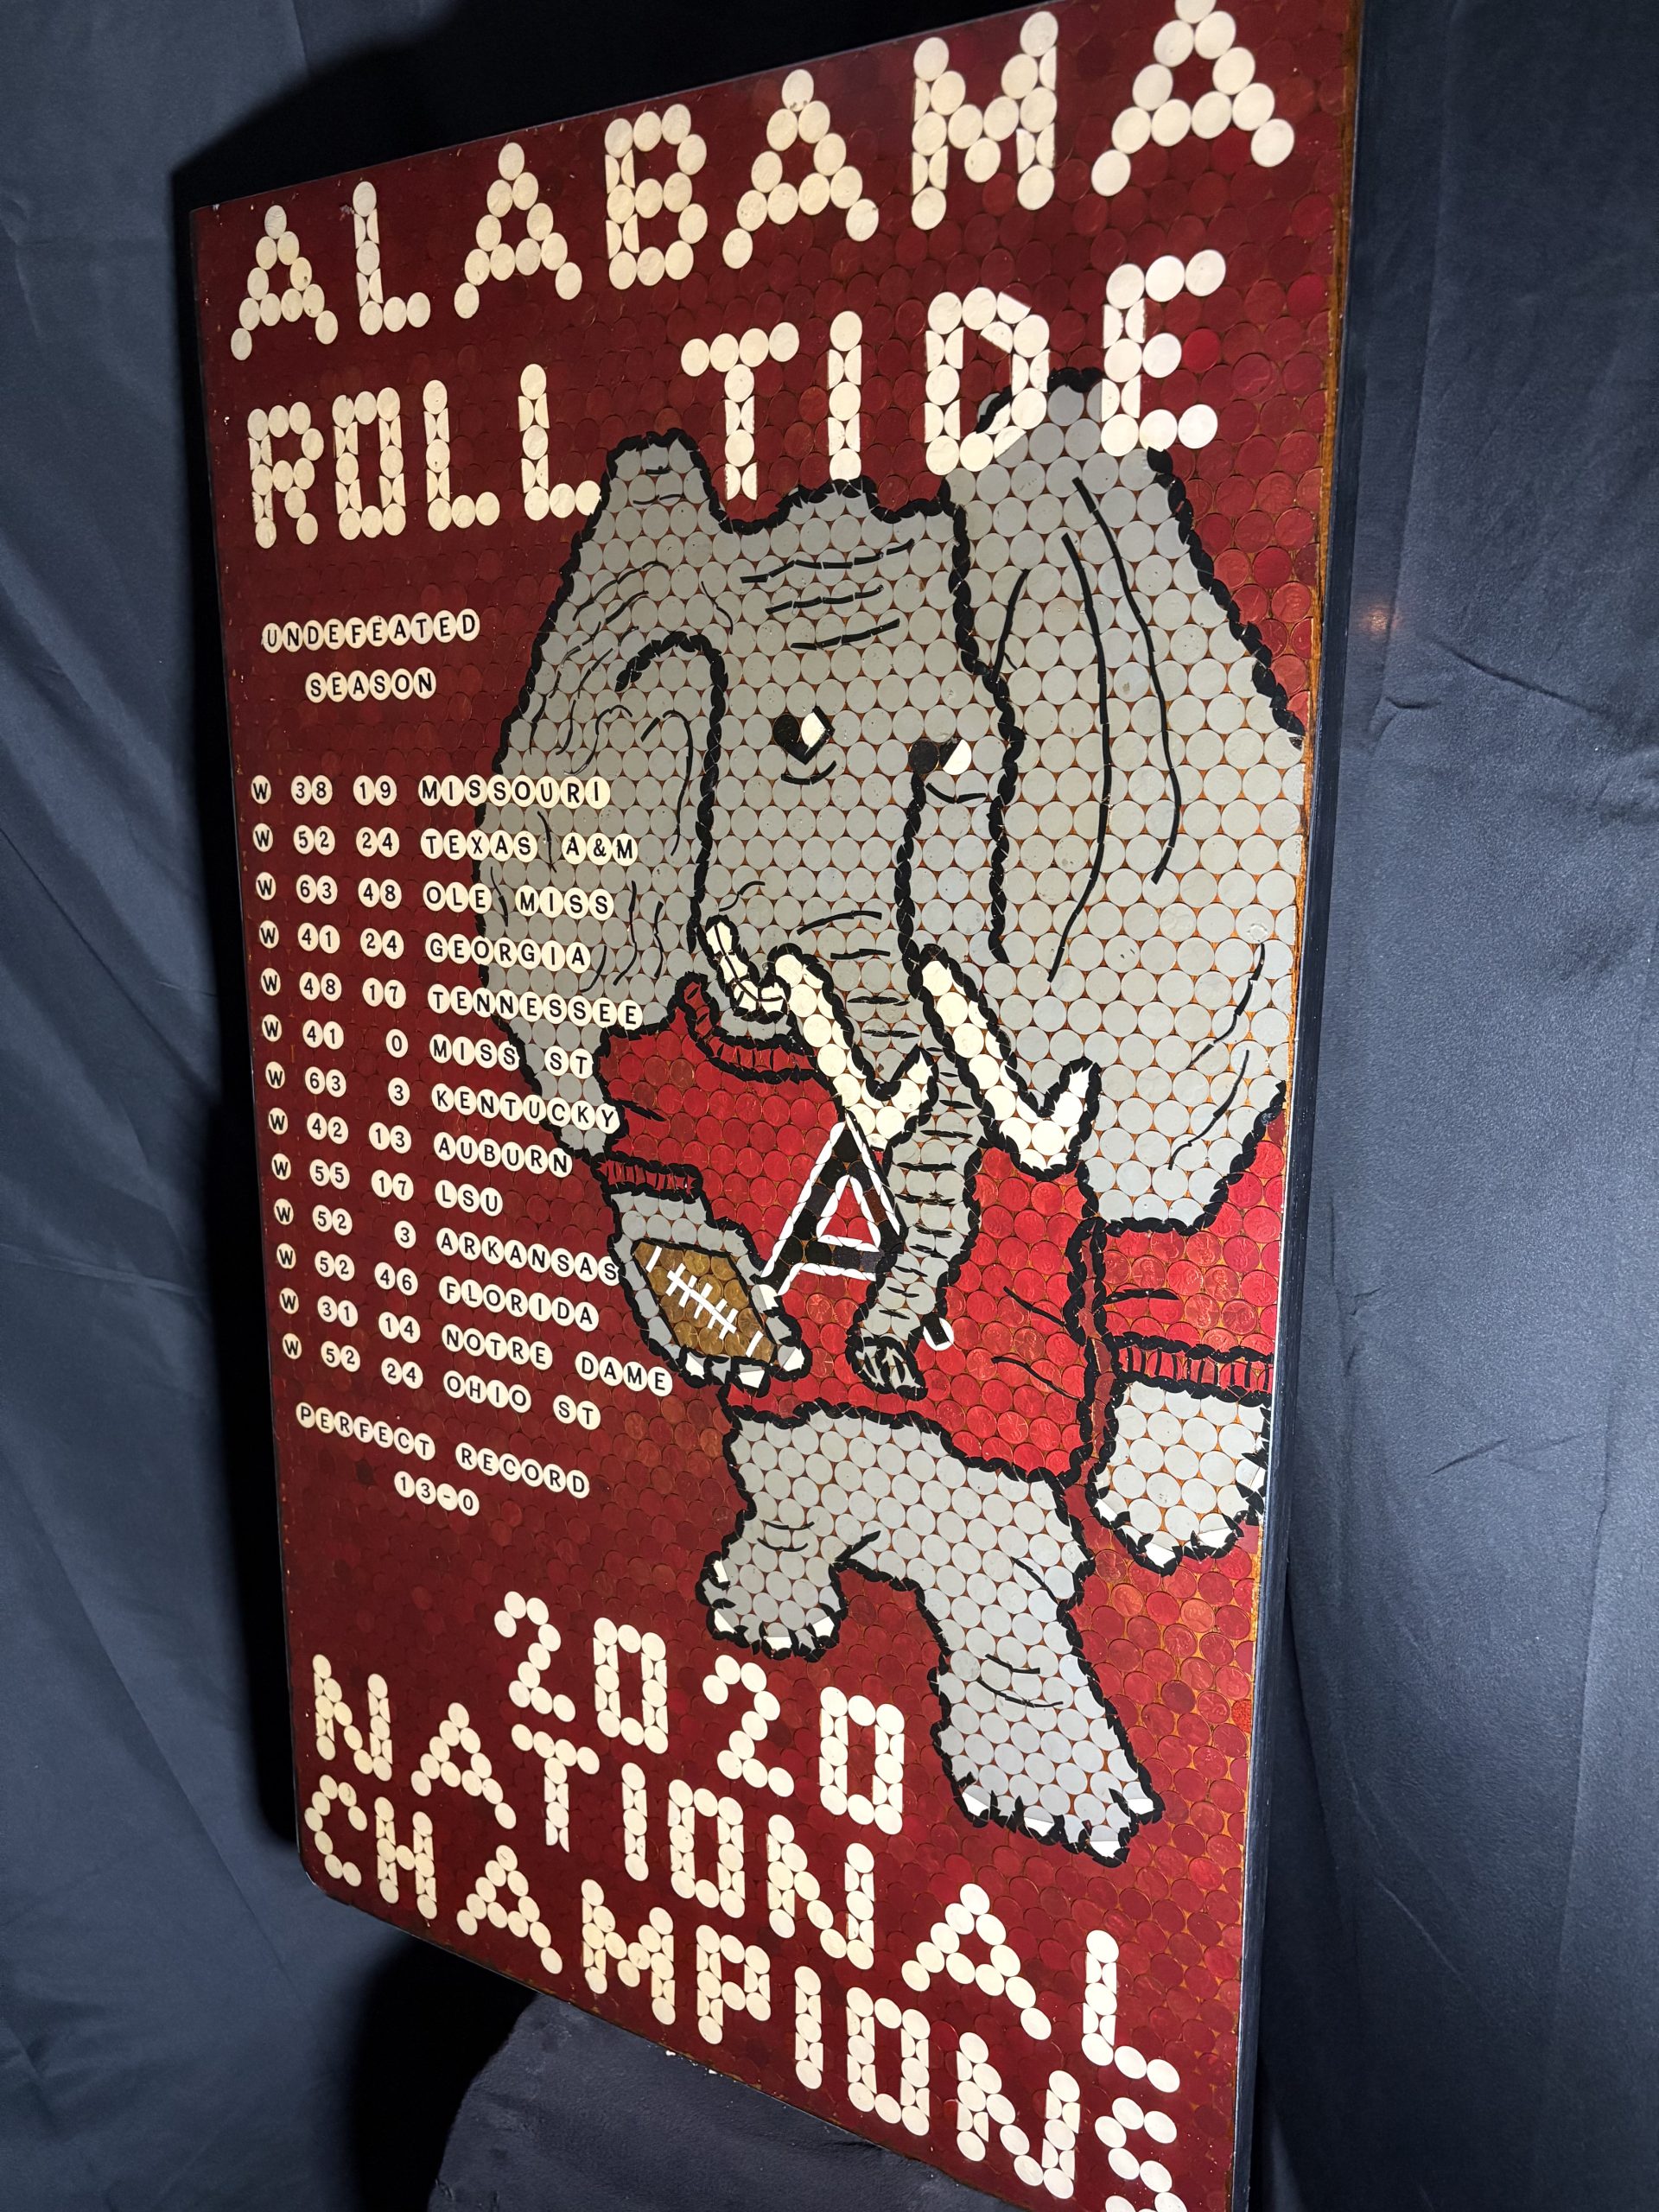 ALABAMA
ROLL TIDE
UNDEFEATED
SEASON
W 38 19 MISSOURI
W 52 24 TEXAS A&M
W 63 48 OLE MISS
W 41 24 GEORGIA
W 48 17 TENNESSEE
W 41 0 MISS ST
W 63 3 KENTUCKY
W 42 13 AUBURN
W 55 17 LSU
W 52 3 ARKANSAS
W 52 46 FLORIDA
W 31 14 NOTRE DAME
W 52 24 OHIO ST
PERFECT RECORD
13-0
A
2020
NATIONAL
CHAMPIONS